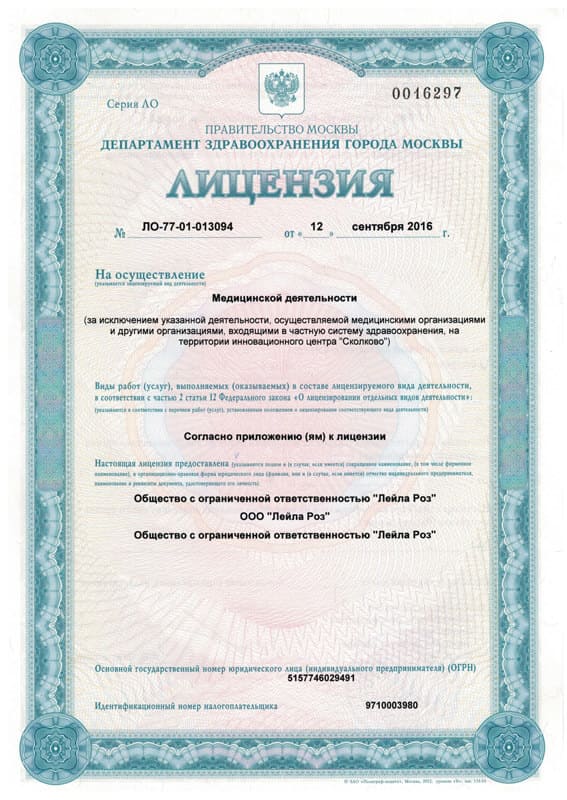 Серия ЛО
0016297
ПРАВИТЕЛЬСТВО МОСКВЫ
ДЕПАРТАМЕНТ ЗДРАВООХРАНЕНИЯ ГОРОДА МОСКВЫ
ЛИЦЕНЗИЯ
№ ЛО-77-01-013094 от « 12 » сентября 2016 г.
На осуществление
(указывается лицензируемый вид деятельности)
Медицинской деятельности
(за исключением указанной деятельности, осуществляемой медицинскими организациями
и другими организациями, входящими в частную систему здравоохранения, на
территории инновационного центра "Сколково")
Виды работ (услуг), выполняемых (оказываемых) в составе лицензируемого вида деятельности,
в соответствии с частью 2 статьи 12 Федерального закона «О лицензировании отдельных видов деятельности»:
(указываются в соответствии с перечнем работ (услуг), установленным положением о лицензировании соответствующего вида деятельности)
Согласно приложению (ям) к лицензии
Настоящая лицензия предоставлена (указываются полное и (в случае, если имеется) сокращенное наименование, (в том числе фирменное
наименование), и организационно-правовая форма юридического лица (фамилия, имя и (в случае, если имеется) отчество индивидуального предпринимателя,
наименование и реквизиты документа, удостоверяющего его личность)
Общество с ограниченной ответственностью "Лейла Роз"
ООО "Лейла Роз"
Общество с ограниченной ответственностью "Лейла Роз"
Основной государственный номер юридического лица (индивидуального предпринимателя) (ОГРН)
5157746029491
Идентификационный номер налогоплательщика 9710003980